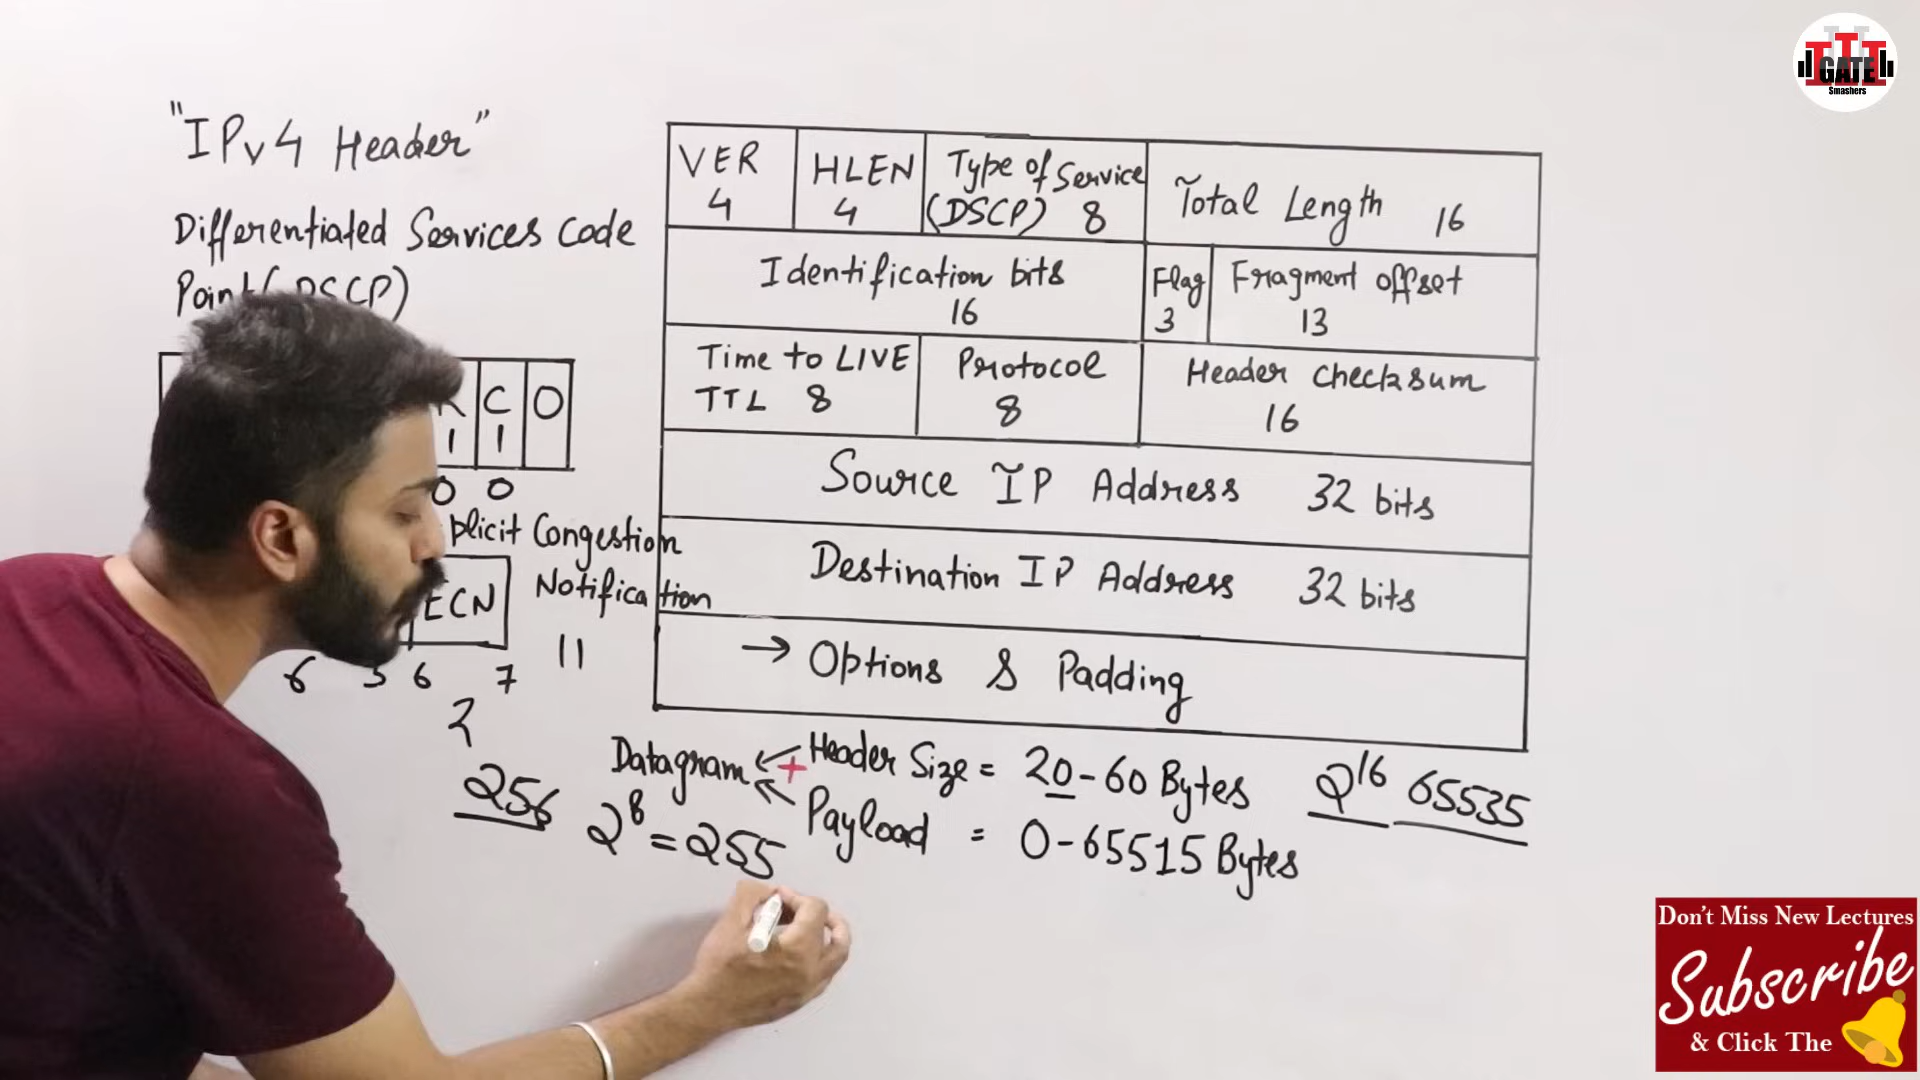 "IPv4 Header"
Differentiated Services Code
Point (DSCP)
C O
1 1
0 0
plicit Congestion
ECN Notification
6 5 6 7 11
2
256
2⁸ = 255
VER
4
HLEN
4
Type of Service
(DSCP) 8
Total Length 16
Identification bits
16
Flag
3
Fragment offset
13
Time to LIVE
TTL 8
Protocol
8
Header checksum
16
Source IP Address 32 bits
Destination IP Address 32 bits
→ Options & Padding
Datagram + Header Size = 20-60 Bytes
Payload = 0-65515 Bytes
2¹⁶ 65535
GATE
Smashers
Don't Miss New Lectures
Subscribe
& Click The